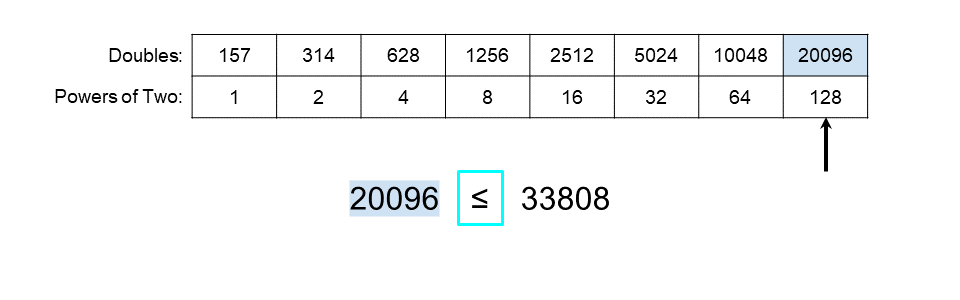 Doubles: 157 314 628 1256 2512 5024 10048 20096
Powers of Two: 1 2 4 8 16 32 64 128
20096 ≤ 33808